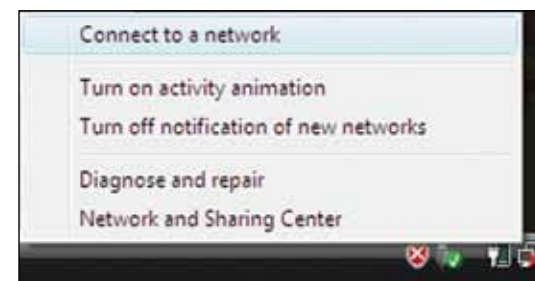 Connect to a network
Turn on activity animation
Turn off notification of new networks
Diagnose and repair
Network and Sharing Center